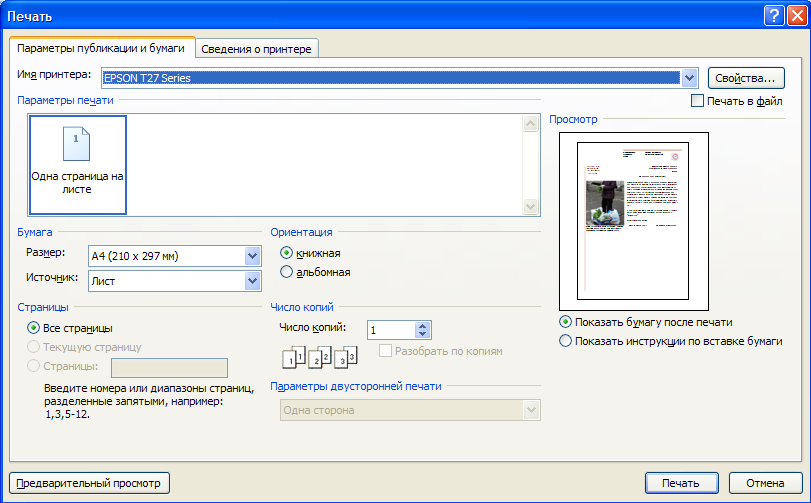 Печать
Параметры публикации и бумаги
Сведения о принтере
Имя принтера:
EPSON T27 Series
Свойства...
Печать в файл
Параметры печати
1
Одна страница на
листе
Просмотр
Бумага
Размер:
A4 (210 x 297 мм)
Источник:
Лист
Ориентация
книжная
альбомная
Страницы
Все страницы
Текущую страницу
Страницы:
Введите номера или диапазоны страниц,
разделенные запятыми, например:
1,3,5-12.
Число копий
Число копий:
1
1 1 2 2 3 3
Разобрать по копиям
Параметры двусторонней печати
Одна сторона
Показать бумагу после печати
Показать инструкции по вставке бумаги
Предварительный просмотр
Печать
Отмена